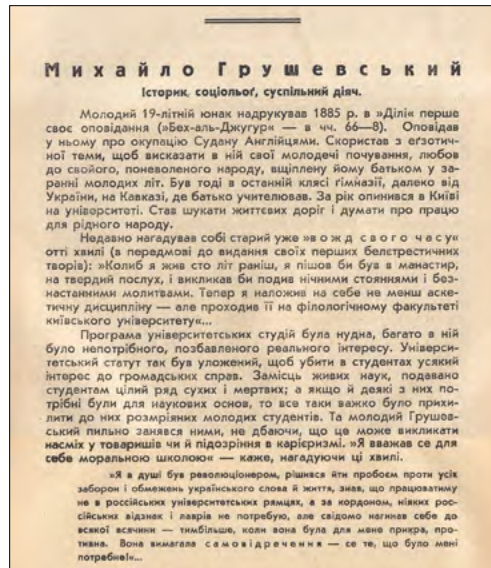 Михайло Грушевський
Історик, соціольоґ, суспільний діяч.
Молодий 19-літній юнак надрукував 1885 р. в »Ділі« перше
своє оповідання (»Бех-аль-Джугур« — в чч. 66—8). Оповідав
у ньому про окупацію Судану Англійцями. Скористав з еґзотич-
ної теми, щоб висказати в ній свої молодечі почування, любов
до свойого, поневоленого народу, вщіплену йому батьком у за-
ранні молодих літ. Був тоді в останній клясі ґімназії, далеко від
України, на Кавказі, де батько учителював. За рік опинився в Київі
на університеті. Став шукати життєвих доріг і думати про працю
для рідного народу.
Недавно нагадував собі старий уже »вожд свого часу«
отті хвилі (в передмові до видання своїх перших белєтристичних
творів): »Колиб я жив сто літ раніш, я пішов би був в манастир,
на твердий послух, і викликав би подив нічними стояннями і без-
настанними молитвами. Тепер я наложив на себе не менш аске-
тичну дисципліну — але проходив її на філологічному факультеті
київського університету«...
Програма університетських студій була нудна, багато в ній
було непотрібного, позбавленого реального інтересу. Універси-
тетський статут так був уложений, щоб убити в студентах усякий
інтерес до громадських справ. Замісць живих наук, подавано
студентам цілий ряд сухих і мертвих; а якщо й деякі з них по-
трібні були для наукових основ, то все таки важко було прихи-
лити до них розмріяних молодих студентів. Та молодий Грушев-
ський пильно занявся ними, не дбаючи, що це може викликати
насміх у товаришів чи й підозріння в карієризмі. »Я вважав се для
себе моральною школою« — каже, нагадуючи ці хвилі.
»Я в душі був революціонером, рішився йти пробоєм проти усіх
заборон і обмежень українського слова й життя, знав, що працюватиму
не в російських університетських рямцях, а за кордоном, ніяких рос-
сійських відзнак і лаврів не потребую, але свідомо нагинав себе до
всякої всячини — тимбільше, коли вона була для мене прикра, про-
тивна. Вона вимагала самовідречення — се те, що було мені
потребне!«...